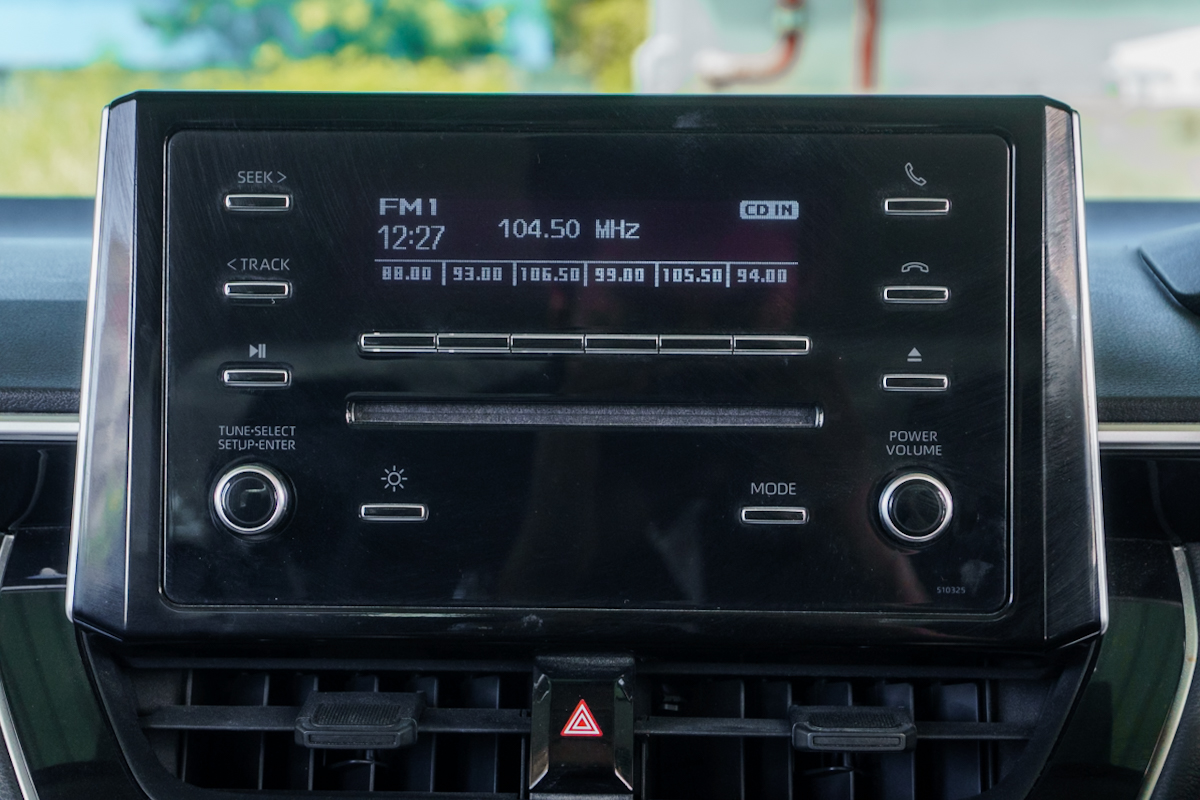 SEEK >
< TRACK
TUNE•SELECT
SETUP•ENTER
FM1
12:27
104.50 MHz
CD IN
88.00 93.00 106.50 99.00 105.50 94.00
MODE
POWER
VOLUME
510325